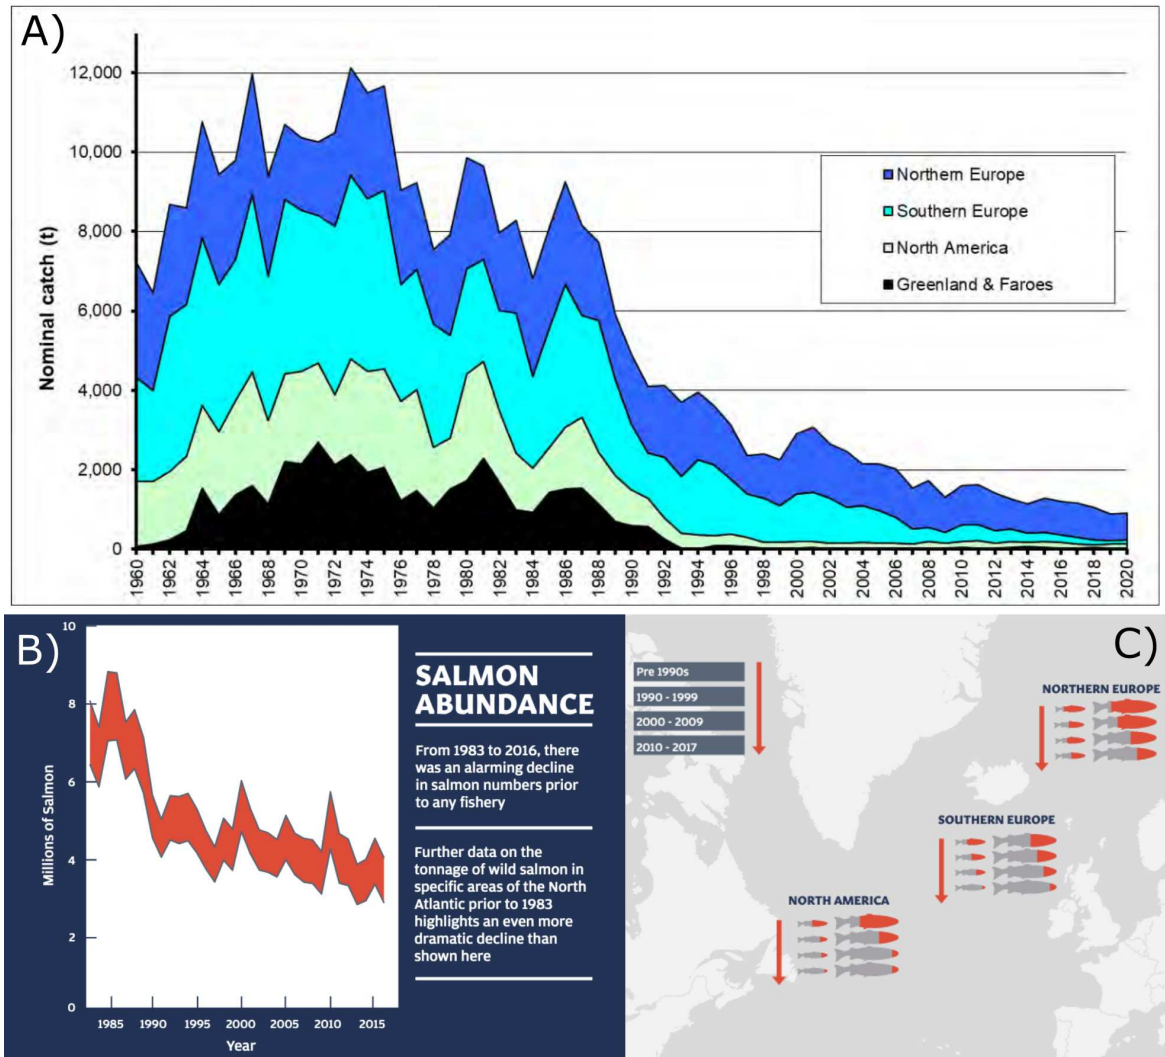 A)
Nominal catch (t)
12,000
10,000
8,000
6,000
4,000
2,000
0
1960
1962
1964
1966
1968
1970
1972
1974
1976
1978
1980
1982
1984
1986
1988
1990
1992
1994
1996
1998
2000
2002
2004
2006
2008
2010
2012
2014
2016
2018
2020
Northern Europe
Southern Europe
North America
Greenland & Faroes
B)
Millions of Salmon
10
8
6
4
2
0
1985
1990
1995
2000
2005
2010
2015
Year
SALMON
ABUNDANCE
From 1983 to 2016, there
was an alarming decline
in salmon numbers prior
to any fishery
Further data on the
tonnage of wild salmon in
specific areas of the North
Atlantic prior to 1983
highlights an even more
dramatic decline than
shown here
C)
Pre 1990s
1990 - 1999
2000 - 2009
2010 - 2017
NORTHERN EUROPE
SOUTHERN EUROPE
NORTH AMERICA